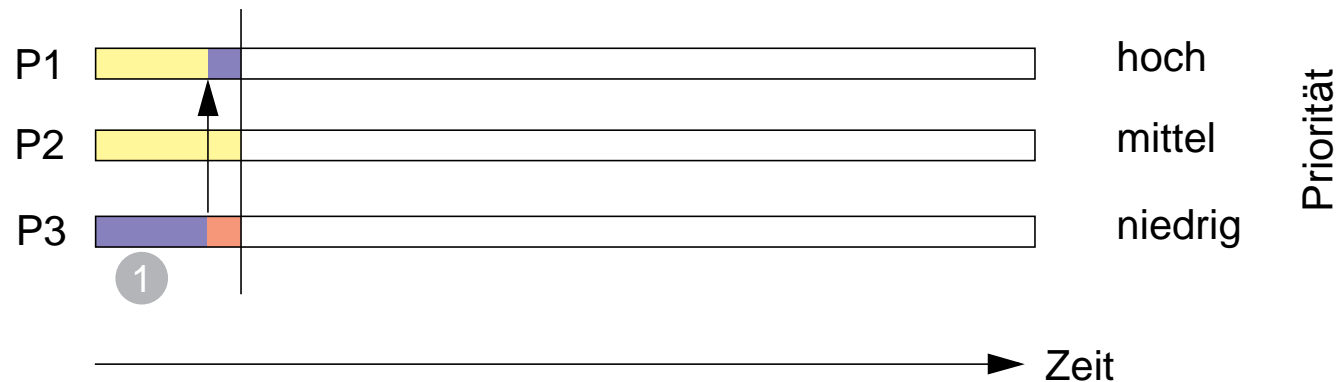 P1 hoch
P2 mittel
P3 niedrig
1
Zeit
Priorität